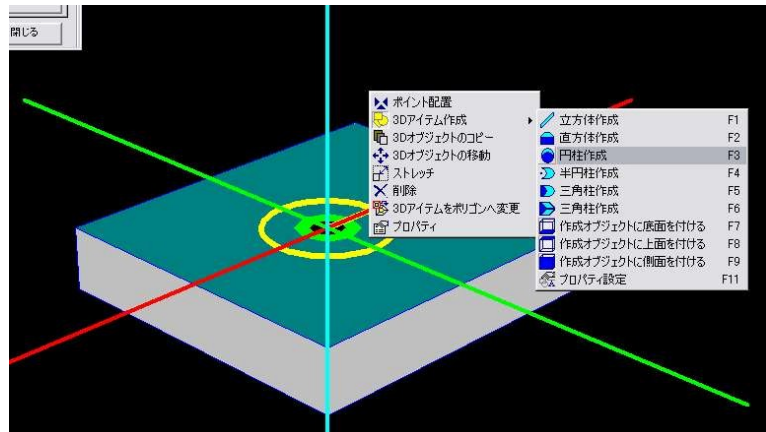 閉じる
ポイント配置
3Dアイテム作成
3Dオブジェクトのコピー
3Dオブジェクトの移動
ストレッチ
削除
3Dアイテムをポリゴンへ変更
プロパティ
立方体作成 F1
直方体作成 F2
円柱作成 F3
半円柱作成 F4
三角柱作成 F5
三角柱作成 F6
作成オブジェクトに底面を付ける F7
作成オブジェクトに上面を付ける F8
作成オブジェクトに側面を付ける F9
プロパティ設定 F11